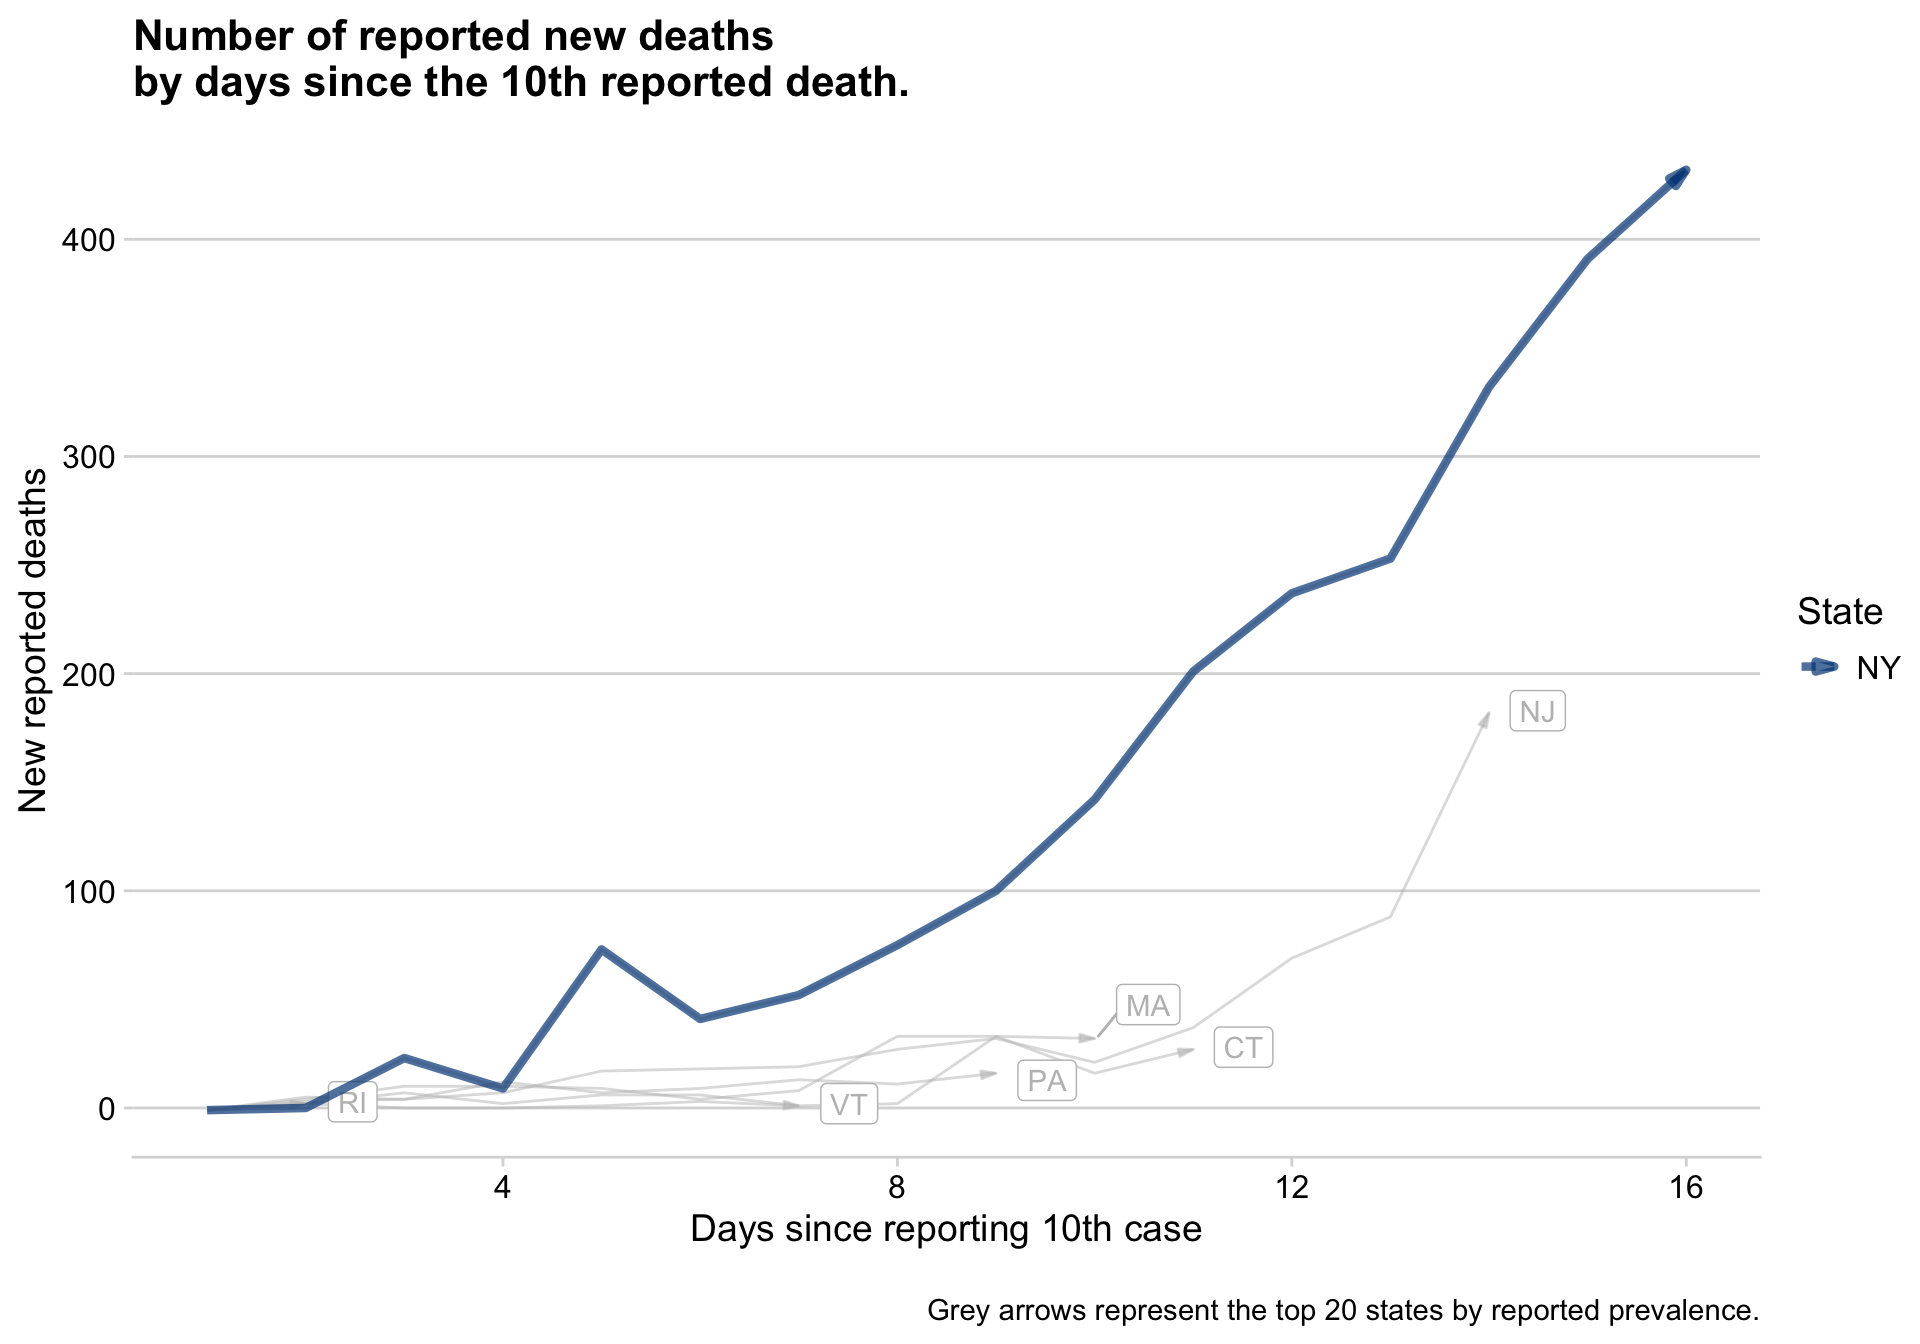 Number of reported new deaths
by days since the 10th reported death.
New reported deaths
400
300
200
100
0
NJ
MA
CT
PA
RI
VT
State
NY
4
8
12
16
Days since reporting 10th case
Grey arrows represent the top 20 states by reported prevalence.